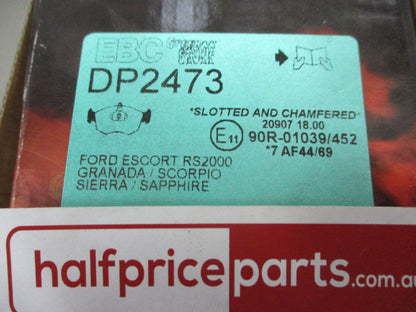 EBC
DP2473
"SLOTTED AND CHAMFERED"
20907 18.00
E11 90R-01039/452
*7 AF44/69
FORD ESCORT RS2000
GRANADA / SCORPIO
SIERRA / SAPPHIRE
halfpriceparts.com.au